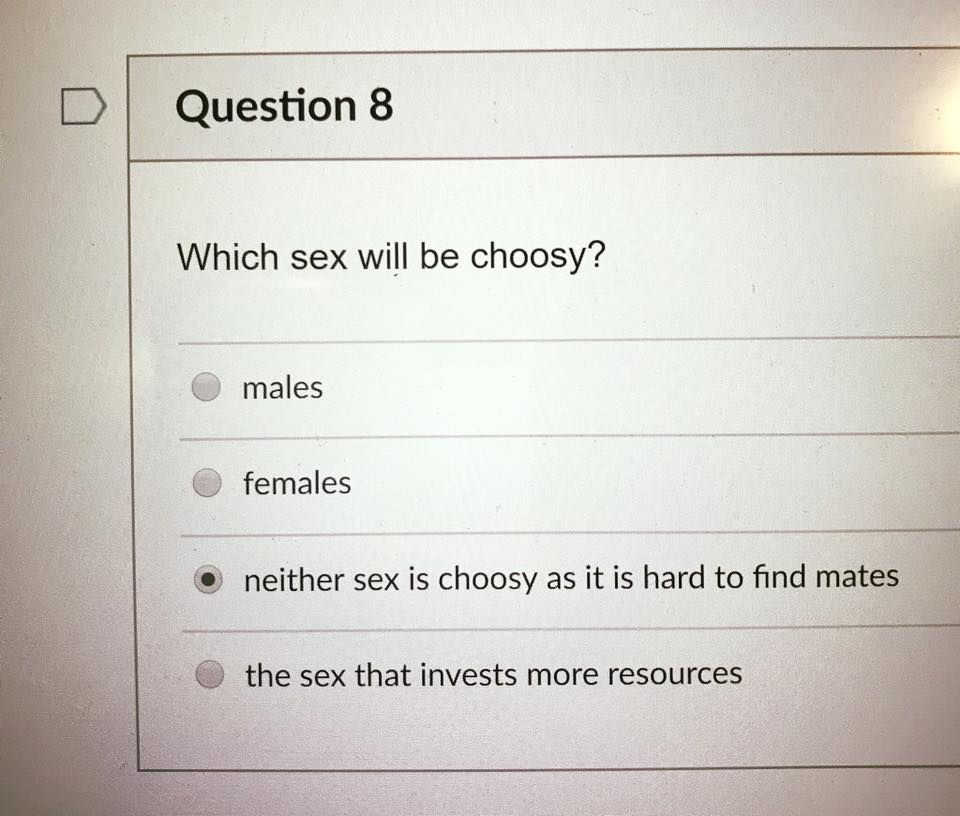 Question 8
Which sex will be choosy?
males
females
neither sex is choosy as it is hard to find mates
the sex that invests more resources